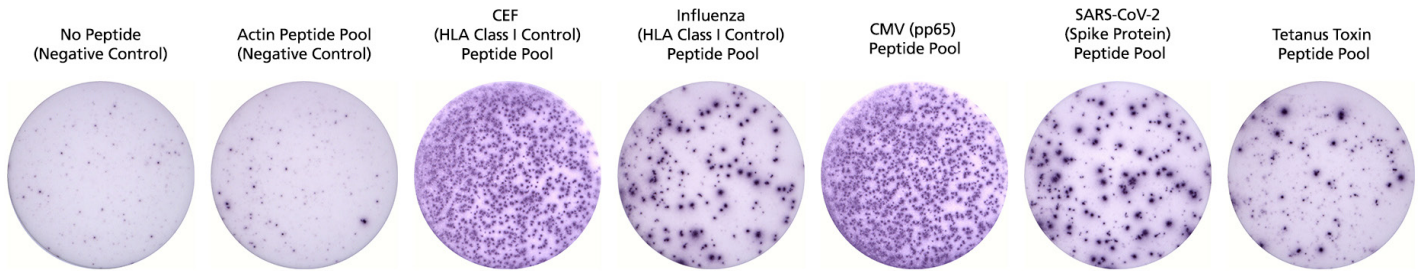 No Peptide
(Negative Control)
Actin Peptide Pool
(Negative Control)
CEF
(HLA Class I Control)
Peptide Pool
Influenza
(HLA Class I Control)
Peptide Pool
CMV (pp65)
Peptide Pool
SARS-CoV-2
(Spike Protein)
Peptide Pool
Tetanus Toxin
Peptide Pool